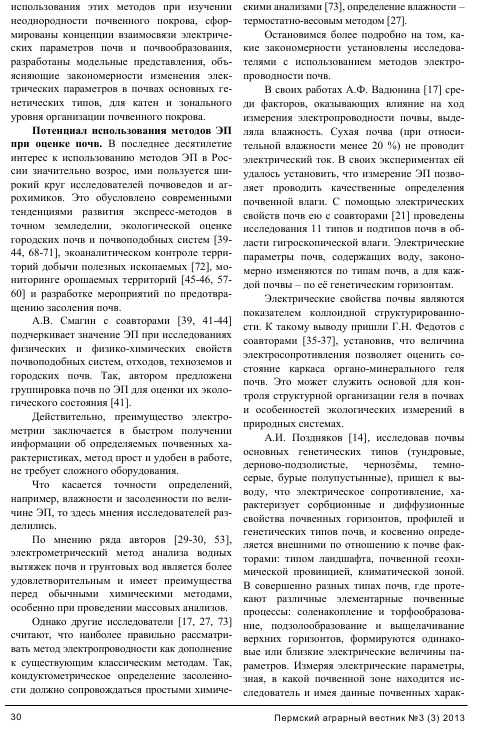 использования этих методов при изучении
неоднородности почвенного покрова, сфор-
мированы концепции взаимосвязи электриче-
ских параметров почв и почвообразования,
разработаны модельные представления, объ-
ясняющие закономерности изменения элек-
трических параметров в почвах основных ге-
нетических типов, для катен и зонального
уровня организации почвенного покрова.
Потенциал использования методов ЭП
при оценке почв. В последнее десятилетие
интерес к использованию методов ЭП в Рос-
сии значительно возрос, ими пользуется ши-
рокий круг исследователей почвоведов и аг-
рохимиков. Это обусловлено современными
тенденциями развития экспресс-методов в
точном земледелии, экологической оценке
городских почв и почвоподобных систем [39-
44, 68-71], экоаналитическом контроле терри-
торий добычи полезных ископаемых [72], мо-
ниторинге орошаемых территорий [45-46, 57-
60] и разработке мероприятий по предотвра-
щению засоления почв.
А.В. Смагин с соавторами [39, 41-44]
подчеркивает значение ЭП при исследованиях
физических и физико-химических свойств
почвоподобных систем, отходов, техноземов и
городских почв. Так, автором предложена
группировка почв по ЭП для оценки их эколо-
гического состояния [41].
Действительно, преимущество электро-
метрии заключается в быстром получении
информации об определяемых почвенных ха-
рактеристиках, метод прост и удобен в работе,
не требует сложного оборудования.
Что касается точности определений,
например, влажности и засоленности по вели-
чине ЭП, то здесь мнения исследователей раз-
делились.
По мнению ряда авторов [29-30, 53],
электрометрический метод анализа водных
вытяжек почв и грунтовых вод является более
удовлетворительным и имеет преимущества
перед обычными химическими методами,
особенно при проведении массовых анализов.
Однако другие исследователи [17, 27, 73]
считают, что наиболее правильно рассматри-
вать метод электропроводности как дополнение
к существующим классическим методам. Так,
кондуктометрическое определение засоленно-
сти должно сопровождаться простыми химиче-
скими анализами [73], определение влажности –
термостатно-весовым методом [27].
Остановимся более подробно на том, ка-
кие закономерности установлены исследова-
телями с использованием методов электро-
проводности почв.
В своих работах А.Ф. Вадюнина [17] сре-
ди факторов, оказывающих влияние на ход
измерения электропроводности почвы, выде-
ляла влажность. Сухая почва (при относи-
тельной влажности менее 20 %) не проводит
электрический ток. В своих экспериментах ей
удалось установить, что измерение ЭП позво-
ляет проводить качественные определения
почвенной влаги. С помощью электрических
свойств почв ею с соавторами [21] проведены
исследования 11 типов и подтипов почв в об-
ласти гигроскопической влаги. Электрические
параметры почв, содержащих воду, законо-
мерно изменяются по типам почв, а для каж-
дой почвы – по её генетическим горизонтам.
Электрические свойства почвы являются
показателем коллоидной структурированно-
сти. К такому выводу пришли Г.Н. Федотов с
соавторами [35-37], установив, что величина
электросопротивления позволяет оценить со-
стояние каркаса органо-минерального геля
почв. Это может служить основой для кон-
троля структурной организации геля в почвах
и особенностей экологических измерений в
природных системах.
А.И. Поздняков [14], исследовав почвы
основных генетических типов (тундровые,
дерново-подзолистые, чернозёмы, темно-
серые, бурые полупустынные), пришел к вы-
воду, что электрическое сопротивление, ха-
рактеризует сорбционные и диффузионные
свойства почвенных горизонтов, профилей и
генетических типов почв, и косвенно опреде-
ляется внешними по отношению к почве фак-
торами: типом ландшафта, почвенной геохи-
мической провинцией, климатической зоной.
В совершенно разных типах почв, где проте-
кают различные элементарные почвенные
процессы: соленакопление и торфообразова-
ние, подзолообразование и выщелачивание
верхних горизонтов, формируются одинако-
вые или близкие электрические величины па-
раметров. Измеряя электрические параметры,
зная, в какой почвенной зоне находится ис-
следователь и имея данные почвенных харак-
30
Пермский аграрный вестник №3 (3) 2013